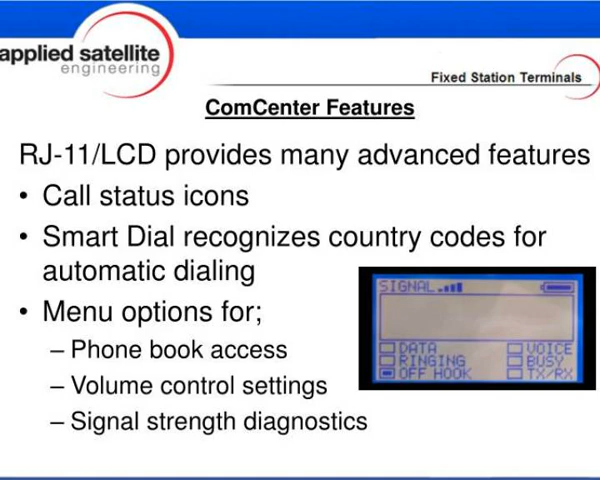 applied satellite
engineering
Fixed Station Terminals
ComCenter Features
RJ-11/LCD provides many advanced features
• Call status icons
• Smart Dial recognizes country codes for
automatic dialing
• Menu options for;
– Phone book access
– Volume control settings
– Signal strength diagnostics
SIGNAL
DATA VOICE
RINGING BUSY
OFF HOOK TX/RX